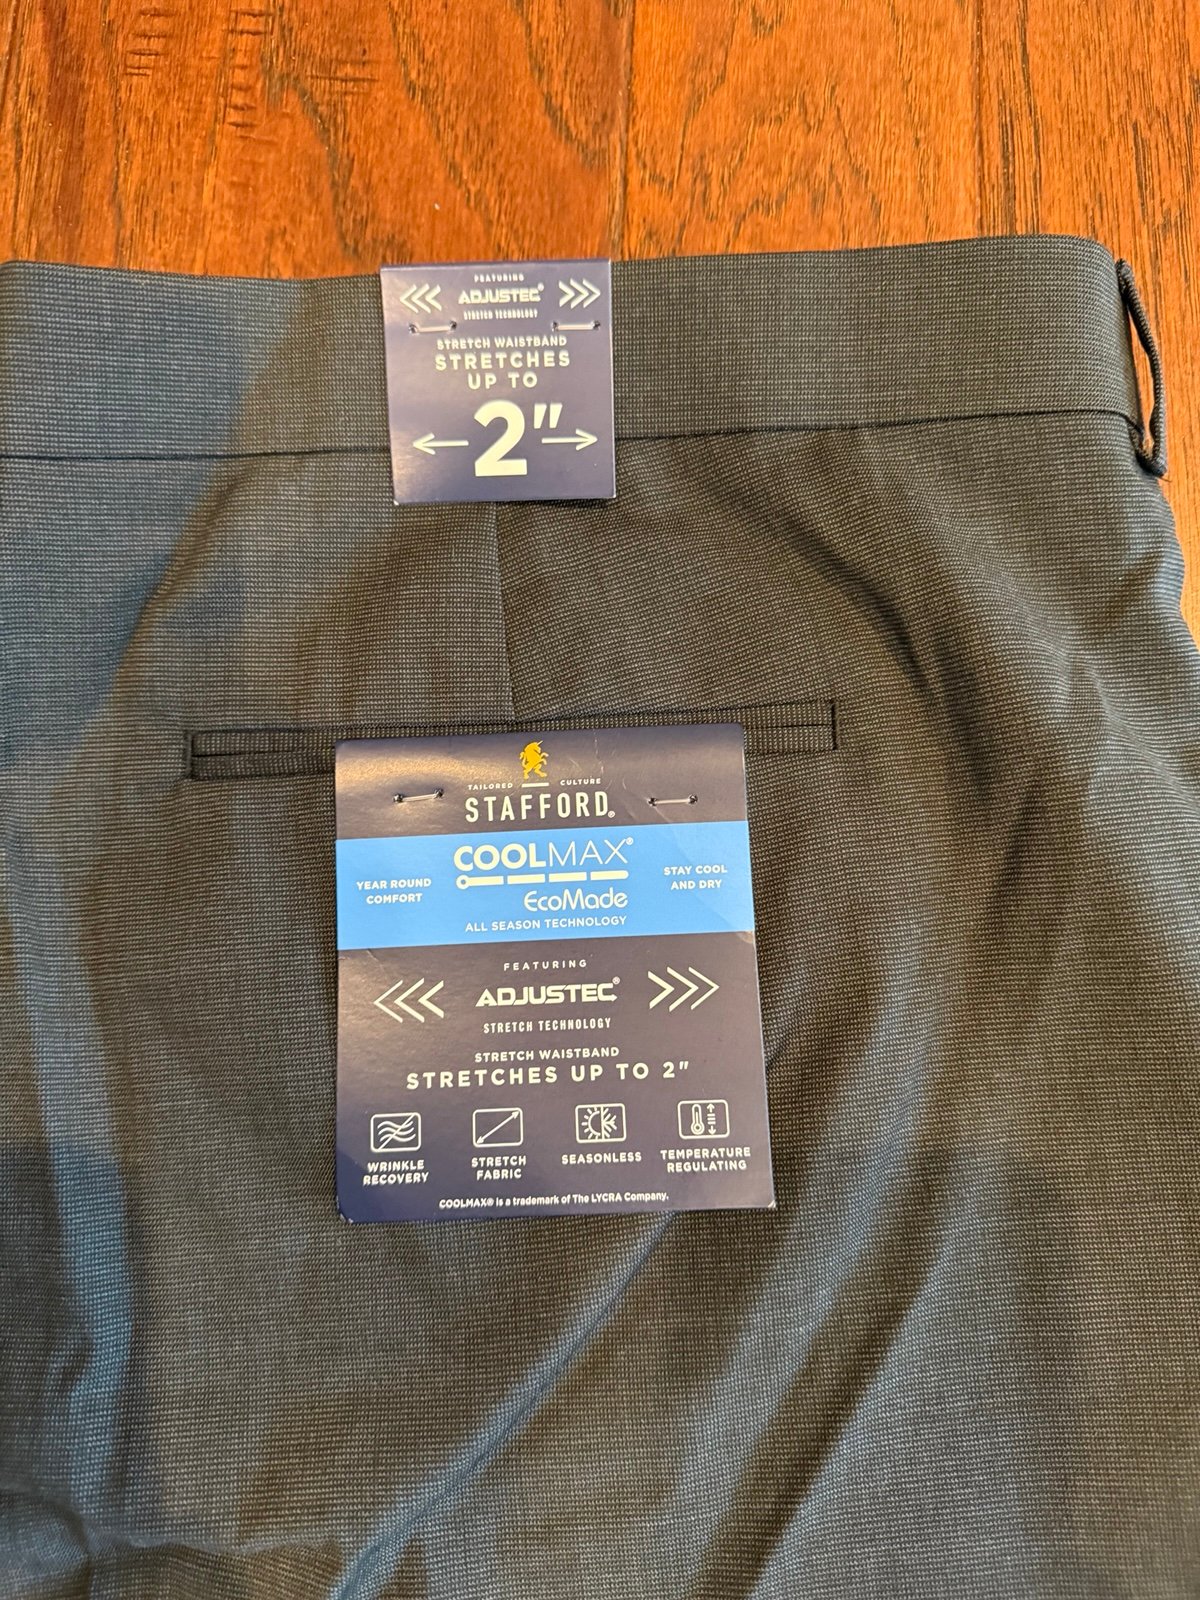 FEATURING
ADJUSTEC®
STRETCH TECHNOLOGY
STRETCH WAISTBAND
STRETCHES
UP TO
2"
TAILORED CULTURE
STAFFORD®
COOLMAX®
EcoMade
ALL SEASON TECHNOLOGY
YEAR ROUND
COMFORT
STAY COOL
AND DRY
FEATURING
ADJUSTEC®
STRETCH TECHNOLOGY
STRETCH WAISTBAND
STRETCHES UP TO 2"
WRINKLE
RECOVERY
STRETCH
FABRIC
SEASONLESS
TEMPERATURE
REGULATING
COOLMAX® is a trademark of The LYCRA Company.